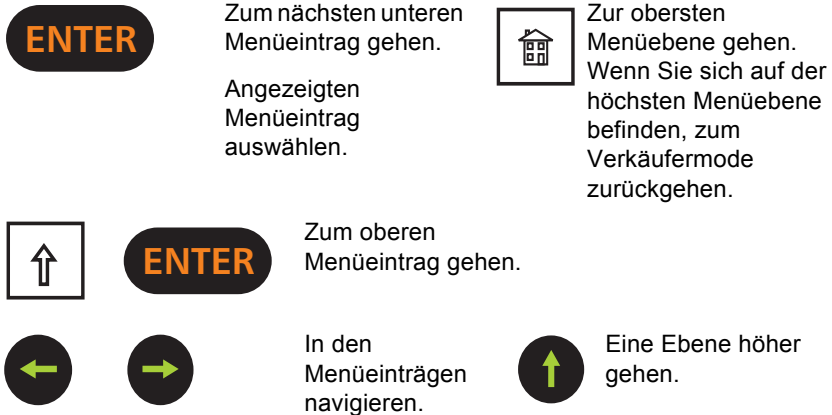 ENTER
Zum nächsten unteren
Menüeintrag gehen.
Angezeigten
Menüeintrag
auswählen.
Zur obersten
Menüebene gehen.
Wenn Sie sich auf der
höchsten Menüebene
befinden, zum
Verkäufermode
zurückgehen.
ENTER
Zum oberen
Menüeintrag gehen.
In den
Menüeinträgen
navigieren.
Eine Ebene höher
gehen.